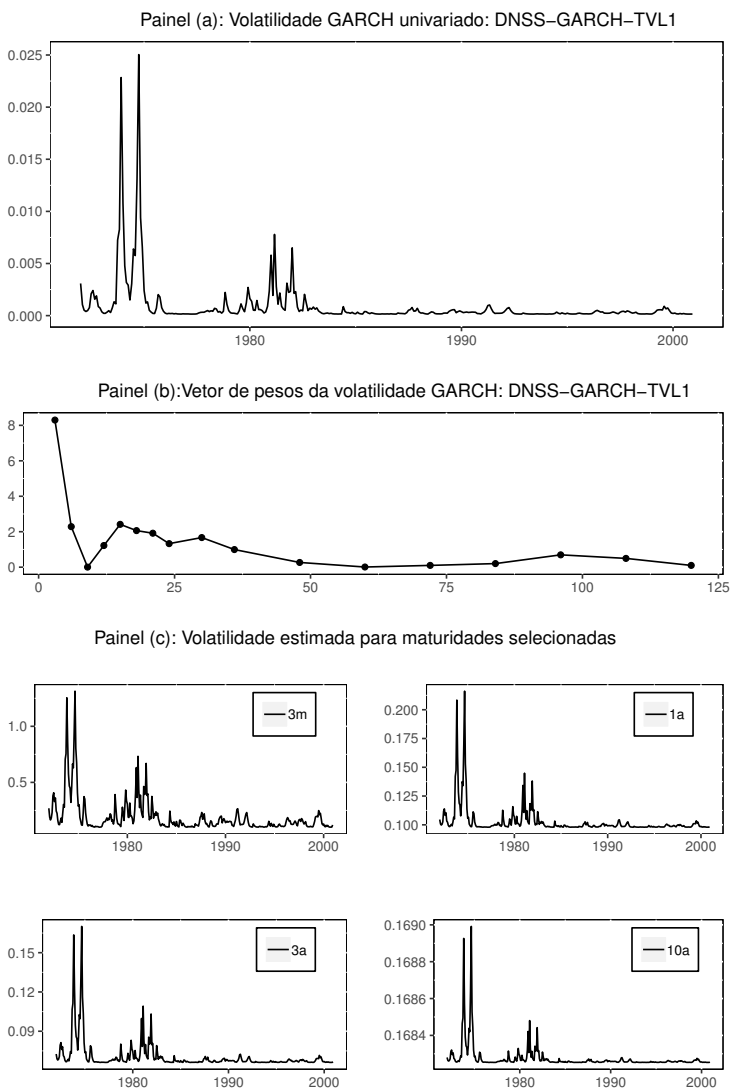 Painel (a): Volatilidade GARCH univariado: DNSS−GARCH−TVL1
0.025
0.020
0.015
0.010
0.005
0.000
1980 1990 2000
Painel (b):Vetor de pesos da volatilidade GARCH: DNSS−GARCH−TVL1
8
6
4
2
0
0 25 50 75 100 125
Painel (c): Volatilidade estimada para maturidades selecionadas
3m
1.0
0.5
1980 1990 2000
1a
0.200
0.175
0.150
0.125
0.100
1980 1990 2000
3a
0.15
0.12
0.09
1980 1990 2000
10a
0.1690
0.1688
0.1686
0.1684
1980 1990 2000